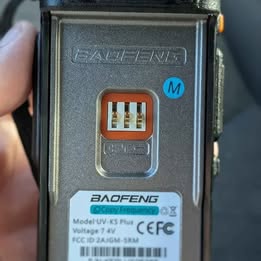 BAOFENG
M
BAOFENG
Copy Frequency
Model:UV-K5 Plus
Voltage 7.4V
FCC ID:2AJGM-5RM